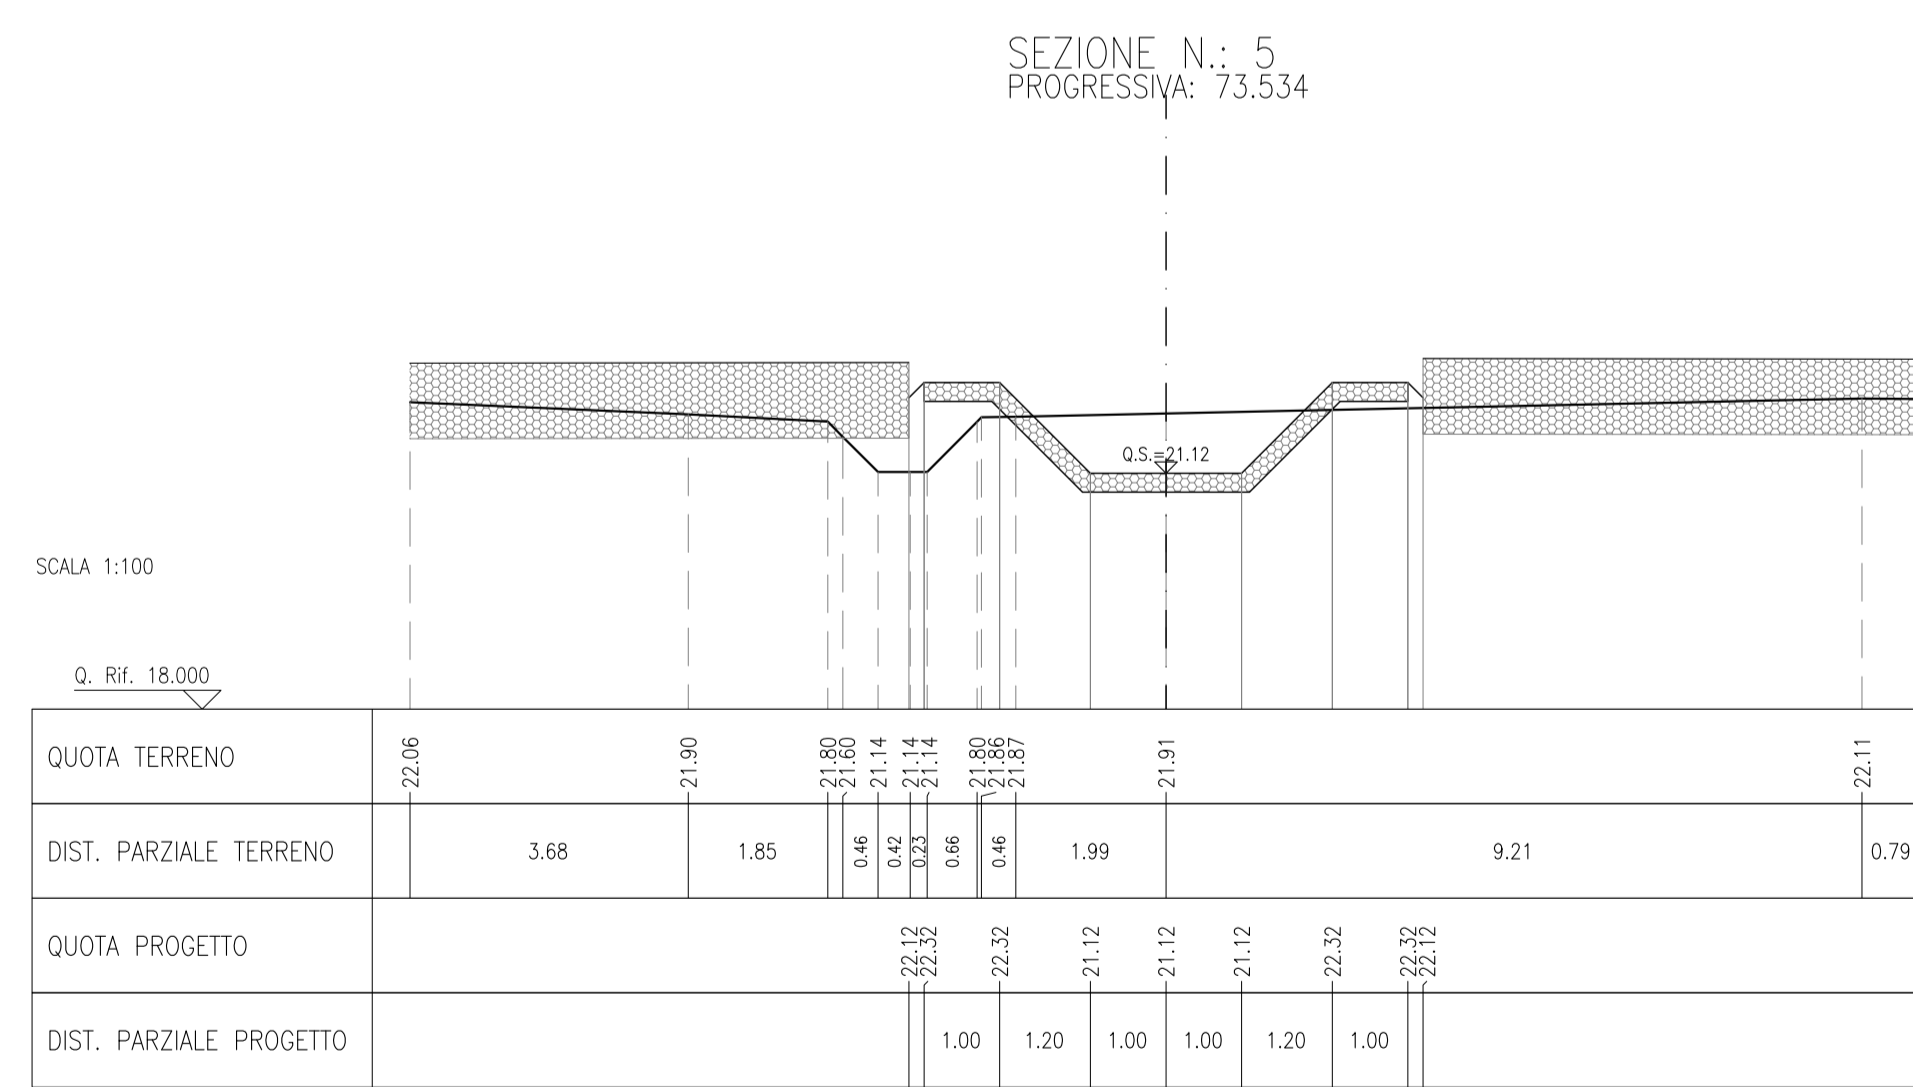 SEZIONE N.: 5
PROGRESSIVA: 73.534
Q.S.=21.12
SCALA 1:100
Q. Rif. 18.000
QUOTA TERRENO 22.06 21.90 21.80 21.60 21.14 21.14 21.14 21.80 21.86 21.87 21.91 22.11
DIST. PARZIALE TERRENO 3.68 1.85 0.46 0.42 0.23 0.66 0.46 1.99 9.21 0.79
QUOTA PROGETTO 22.12 22.32 22.32 21.12 21.12 21.12 22.32 22.32 22.12
DIST. PARZIALE PROGETTO 1.00 1.20 1.00 1.00 1.20 1.00